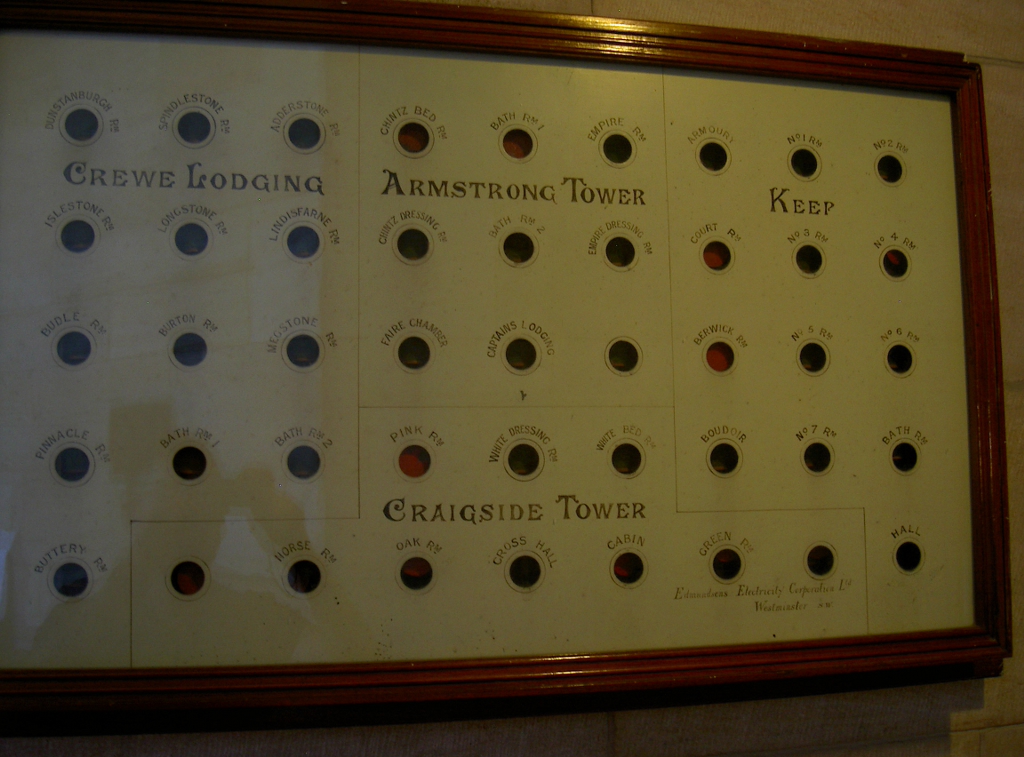 DUNSTANBURGH RM
SPINDLESTONE RM
ADDERSTONE RM
CHINTZ BED RM
BATH RM 1
EMPIRE RM
ARMOURY
No 1 RM
No 2 RM
CREWE LODGING
ARMSTRONG TOWER
KEEP
ISLESTONE RM
LONGSTONE RM
LINDISFARNE RM
CHINTZ DRESSING RM
BATH RM 2
EMPIRE DRESSING RM
COURT RM
No 3 RM
No 4 RM
BUDLE RM
BURTON RM
MEGSTONE RM
FAIRE CHAMBER
CAPTAINS LODGING
BERWICK RM
No 5 RM
No 6 RM
PINNACLE RM
BATH RM 1
BATH RM 2
PINK RM
WHITE DRESSING RM
WHITE BED RM
BOUDOIR
No 7 RM
BATH RM
CRAIGSIDE TOWER
BUTTERY RM
HORSE RM
OAK RM
CROSS HALL
CABIN
GREEN RM
HALL
Edmundsons Electricity Corporation Ltd
Westminster S.W.